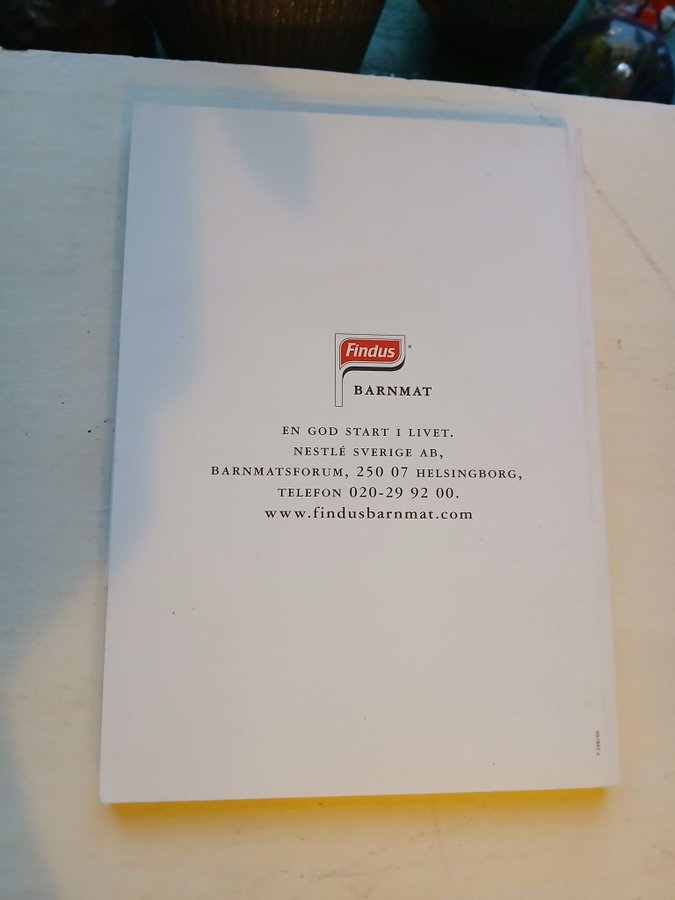 Findus
BARNMAT
EN GOD START I LIVET.
NESTLÉ SVERIGE AB,
BARNMATSFORUM, 250 07 HELSINGBORG,
TELEFON 020-29 92 00.
www.findusbarnmat.com